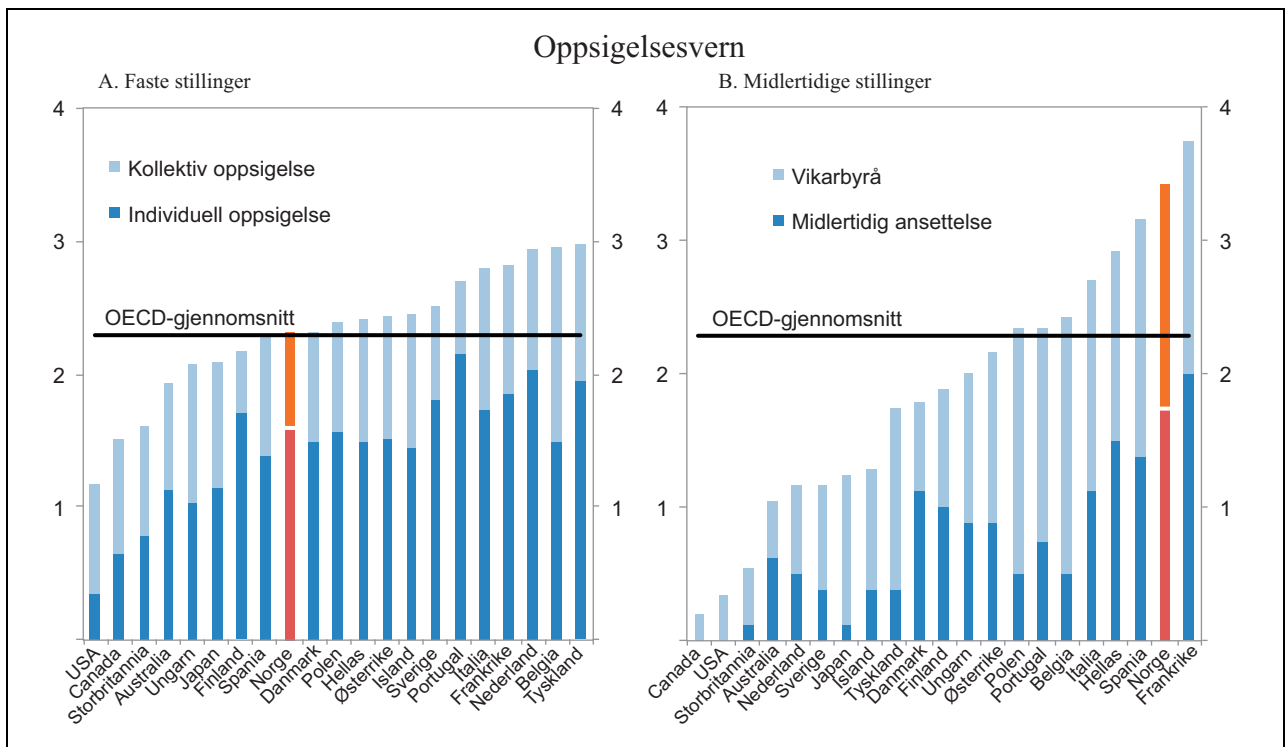 Oppsigelsesvern
A. Faste stillinger
4
3
2
1
4
3
2
1
Kollektiv oppsigelse
Individuell oppsigelse
OECD-gjennomsnitt
USA
Canada
Storbritannia
Australia
Ungarn
Japan
Finland
Spania
Norge
Danmark
Polen
Hellas
Østerrike
Island
Sverige
Portugal
Italia
Frankrike
Nederland
Belgia
Tyskland
B. Midlertidige stillinger
4
3
2
1
4
3
2
1
Vikarbyrå
Midlertidig ansettelse
OECD-gjennomsnitt
Canada
USA
Storbritannia
Australia
Nederland
Sverige
Japan
Island
Tyskland
Danmark
Finland
Ungarn
Østerrike
Polen
Portugal
Belgia
Italia
Hellas
Spania
Norge
Frankrike